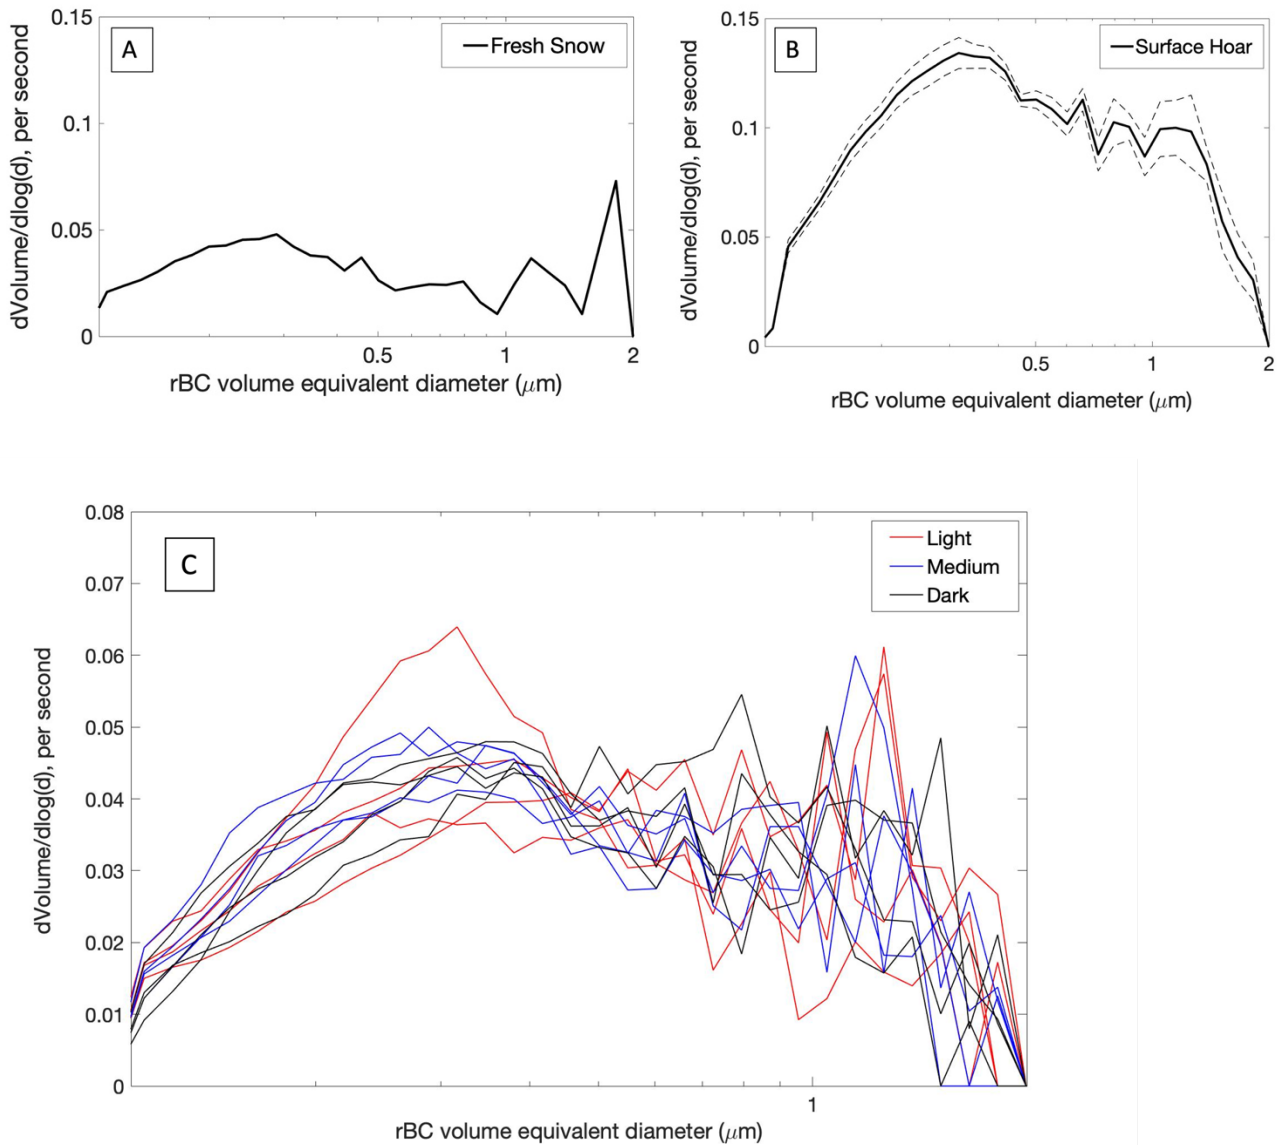 A
Fresh Snow
0.15
0.1
0.05
0
0.5
1
2
dVolume/dlog(d), per second
rBC volume equivalent diameter (μm)
B
Surface Hoar
0.15
0.1
0.05
0
0.5
1
2
dVolume/dlog(d), per second
rBC volume equivalent diameter (μm)
C
Light
Medium
Dark
0.08
0.07
0.06
0.05
0.04
0.03
0.02
0.01
0
1
dVolume/dlog(d), per second
rBC volume equivalent diameter (μm)